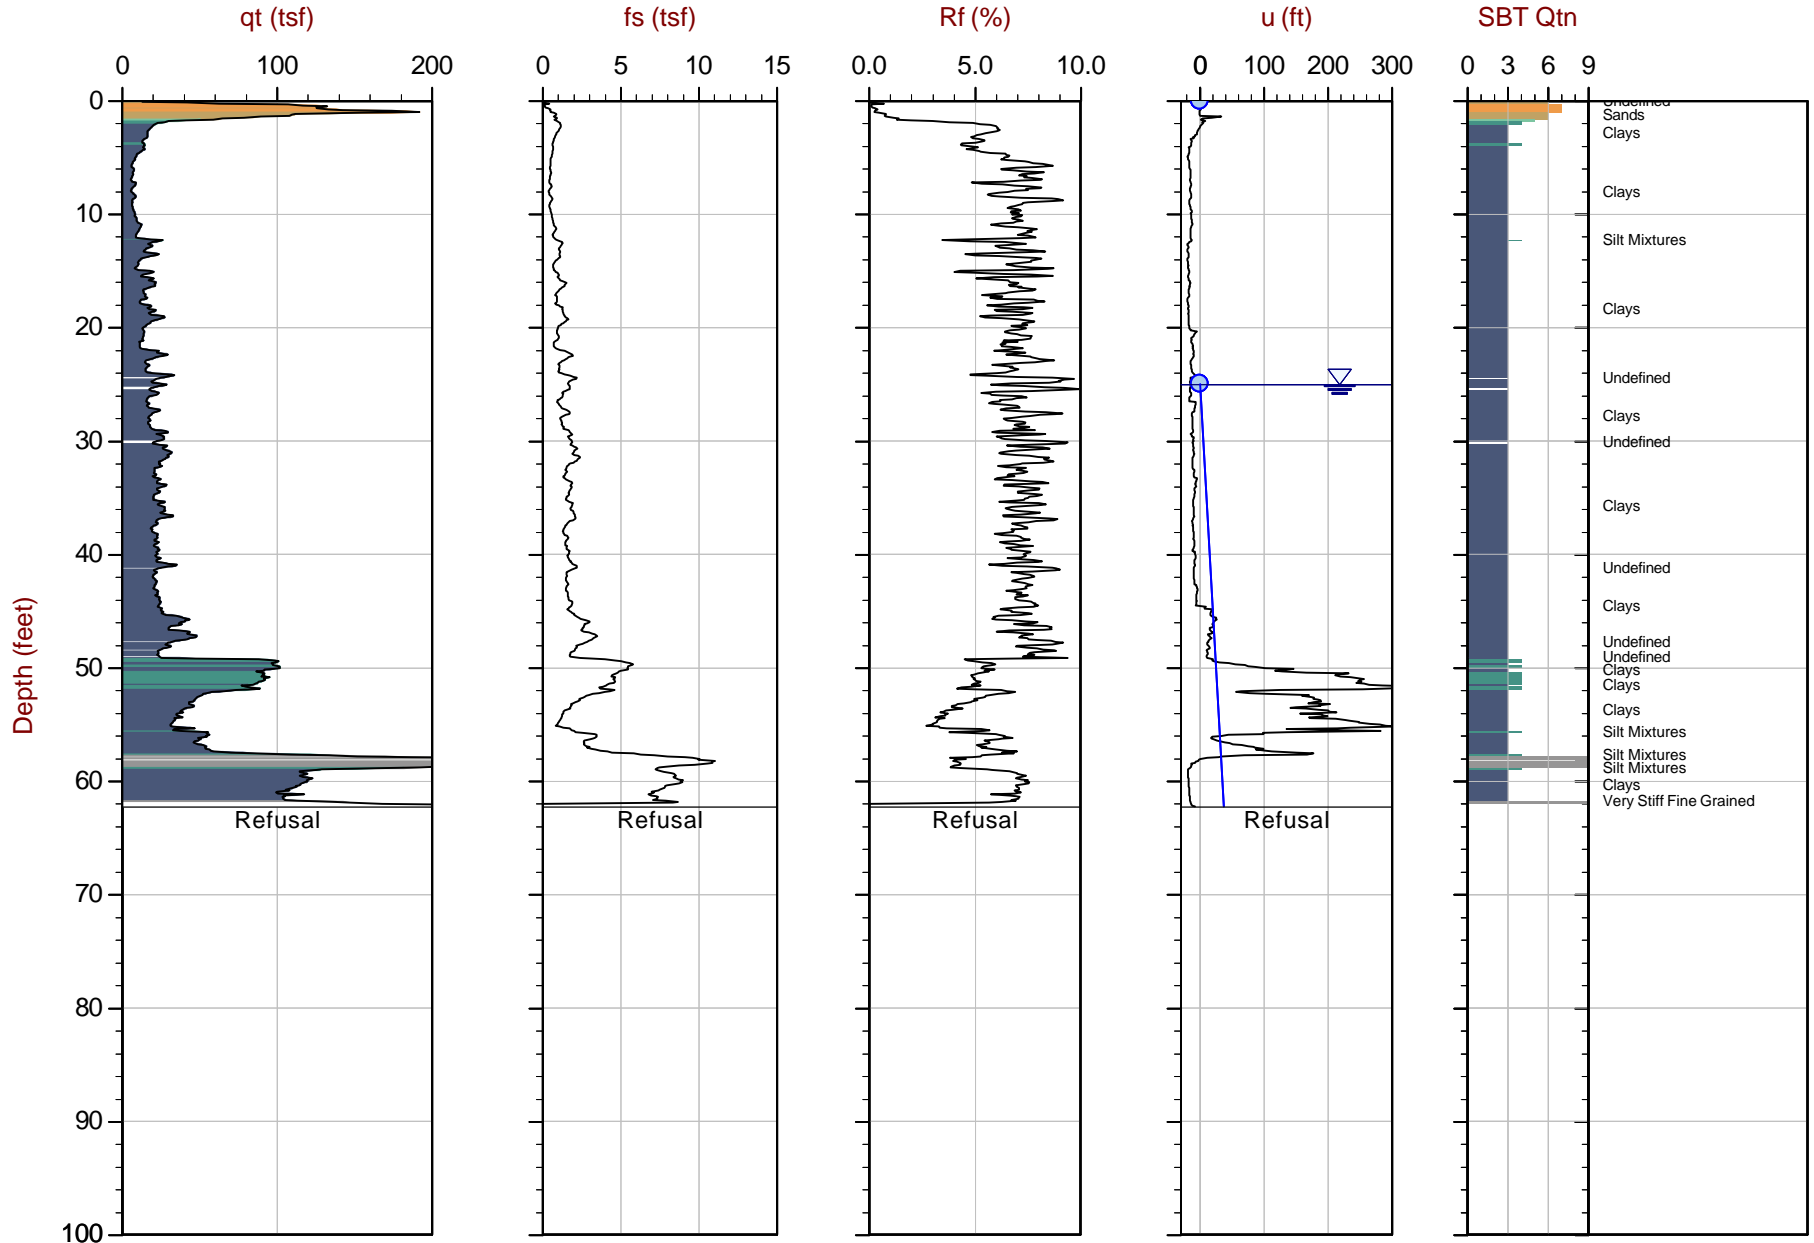 qt (tsf) fs (tsf) Rf (%) u (ft) SBT Qtn
0 100 200 0 5 15 10 0.0 5.0 10.0 0 100 200 300 0 3 6 9
0
Undefined
Sands
Clays
Clays
10
Silt Mixtures
Clays
20
Undefined
Clays
30
Undefined
Clays
40
Undefined
Clays
Undefined
Undefined
50
Clays
Clays
Clays
Silt Mixtures
Silt Mixtures
Silt Mixtures
60
Clays
Very Stiff Fine Grained
Refusal Refusal Refusal Refusal
Depth (feet)
70
80
90
100